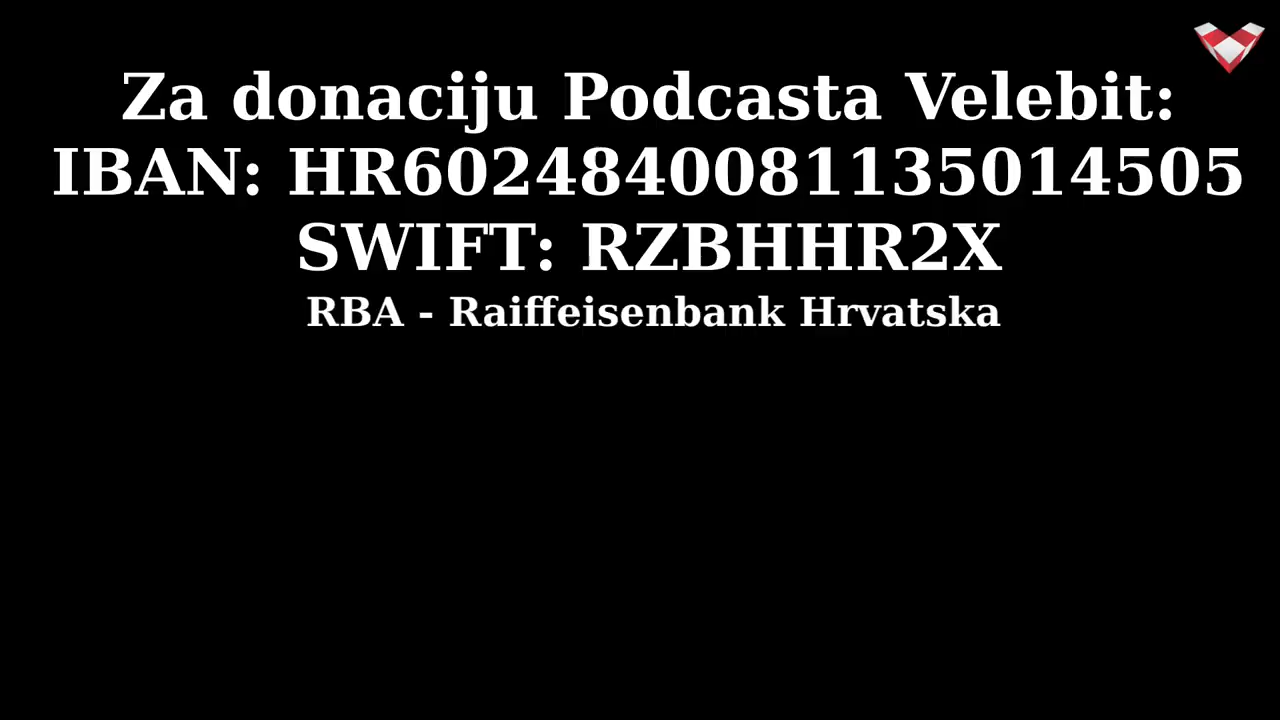 Za donaciju Podcasta Velebit:
IBAN: HR6024840081135014505
SWIFT: RZBHHR2X
RBA - Raiffeisenbank Hrvatska